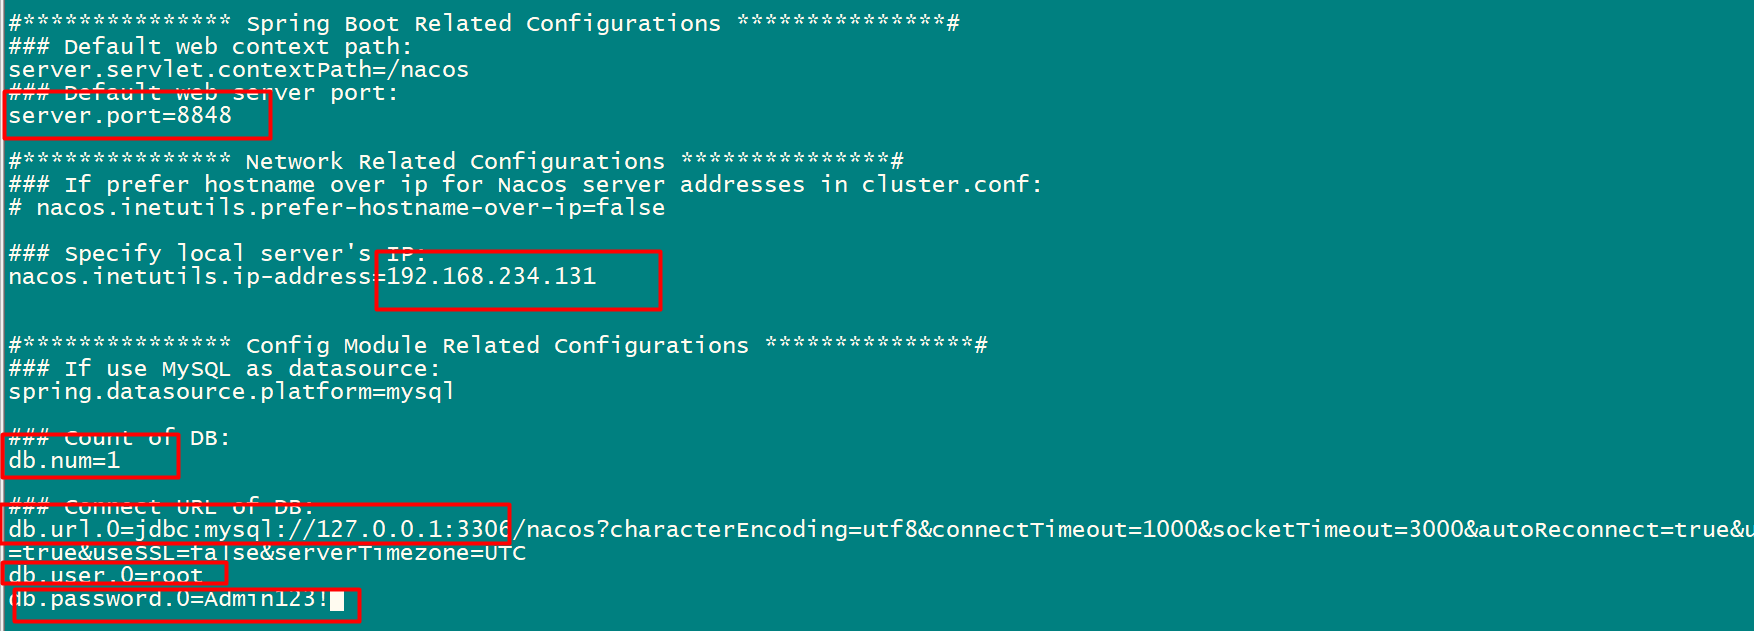 #*************** Spring Boot Related Configurations ***************#
### Default web context path:
server.servlet.contextPath=/nacos
### Default web server port:
server.port=8848
#*************** Network Related Configurations ***************#
### If prefer hostname over ip for Nacos server addresses in cluster.conf:
# nacos.inetutils.prefer-hostname-over-ip=false
### Specify local server's IP:
nacos.inetutils.ip-address=192.168.234.131
#*************** Config Module Related Configurations ***************#
### If use MySQL as datasource:
spring.datasource.platform=mysql
### Count of DB:
db.num=1
### Connect URL of DB:
db.url.0=jdbc:mysql://127.0.0.1:3306/nacos?characterEncoding=utf8&connectTimeout=1000&socketTimeout=3000&autoReconnect=true&u
=true&useSSL=false&serverTimezone=UTC
db.user.0=root
db.password.0=Admin123!